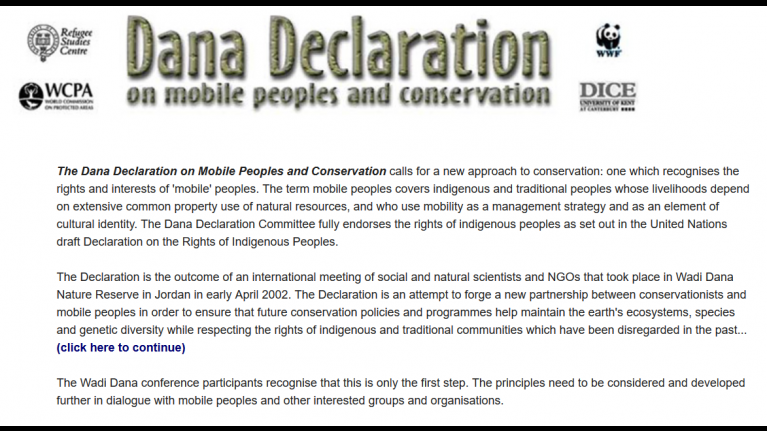 Refugee
Studies
Centre
Dana Declaration
on mobile peoples and conservation
WWF
WCPA
WORLD COMMISSION
ON PROTECTED AREAS
DICE
UNIVERSITY OF KENT
AT CANTERBURY
The Dana Declaration on Mobile Peoples and Conservation calls for a new approach to conservation: one which recognises the
rights and interests of 'mobile' peoples. The term mobile peoples covers indigenous and traditional peoples whose livelihoods depend
on extensive common property use of natural resources, and who use mobility as a management strategy and as an element of
cultural identity. The Dana Declaration Committee fully endorses the rights of indigenous peoples as set out in the United Nations
draft Declaration on the Rights of Indigenous Peoples.
The Declaration is the outcome of an international meeting of social and natural scientists and NGOs that took place in Wadi Dana
Nature Reserve in Jordan in early April 2002. The Declaration is an attempt to forge a new partnership between conservationists and
mobile peoples in order to ensure that future conservation policies and programmes help maintain the earth's ecosystems, species
and genetic diversity while respecting the rights of indigenous and traditional communities which have been disregarded in the past...
(click here to continue)
The Wadi Dana conference participants recognise that this is only the first step. The principles need to be considered and developed
further in dialogue with mobile peoples and other interested groups and organisations.